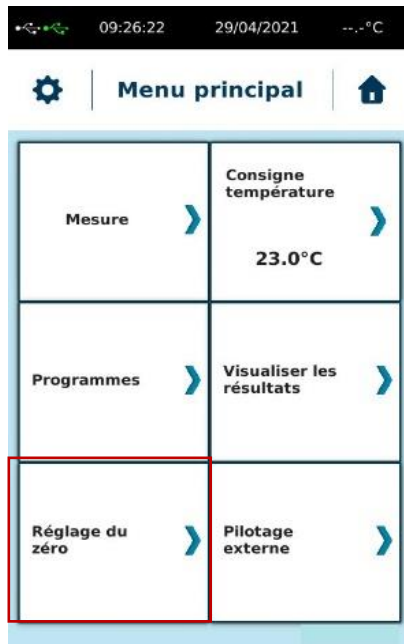 09:26:22 29/04/2021 --.-°C
Menu principal
Mesure
Consigne
température
23.0°C
Programmes
Visualiser les
résultats
Réglage du
zéro
Pilotage
externe